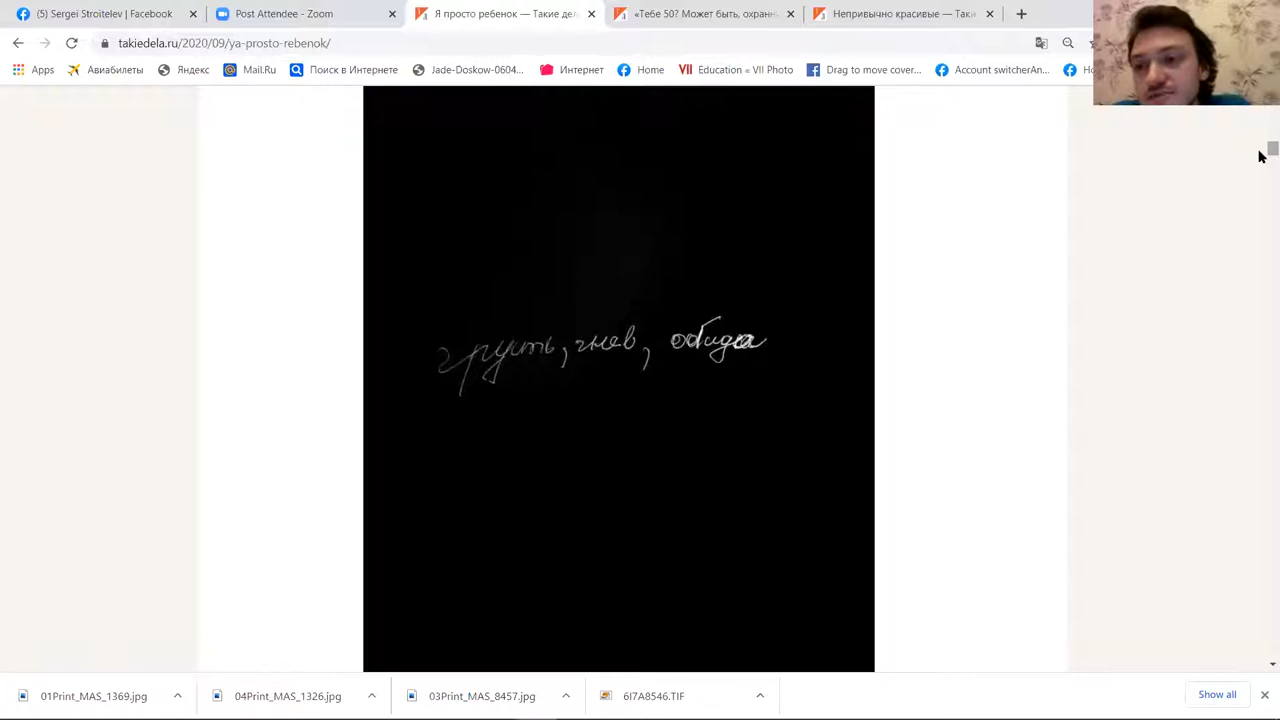 (5) Sergei Stroitelev | Facebook
Post Attendee - Zoom
Я просто ребенок — Такие дел
«Тебе 50? Может быть, охранн
Непривычно красивые — Таки
takiedela.ru/2020/09/ya-prosto-rebenok/
Apps Авиабилеты Яндекс Mail.Ru Поиск в Интернете Jade-Doskow-0604... Интернет Home Education « VII Photo Drag to move cover... Account switcherAn...
грусть, гнев, обида
01Print_MAS_1369.jpg 04Print_MAS_1326.jpg 03Print_MAS_8457.jpg 6I7A8546.TIF Show all